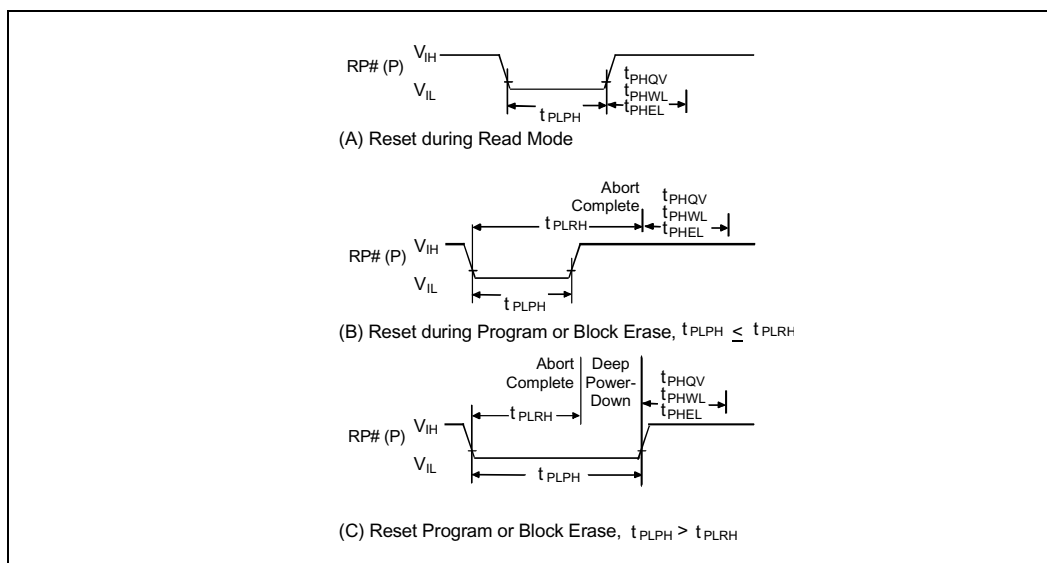 RP# (P)
VIH
VIL
tPHQV
tPHWL
tPHEL
tPLPH
(A) Reset during Read Mode
Abort
Complete
tPHQV
tPHWL
tPHEL
tPLRH
RP# (P)
VIH
VIL
tPLPH
(B) Reset during Program or Block Erase, tPLPH ≤ tPLRH
Abort
Complete
Deep
Power-
Down
tPHQV
tPHWL
tPHEL
tPLRH
RP# (P)
VIH
VIL
tPLPH
(C) Reset Program or Block Erase, tPLPH > tPLRH